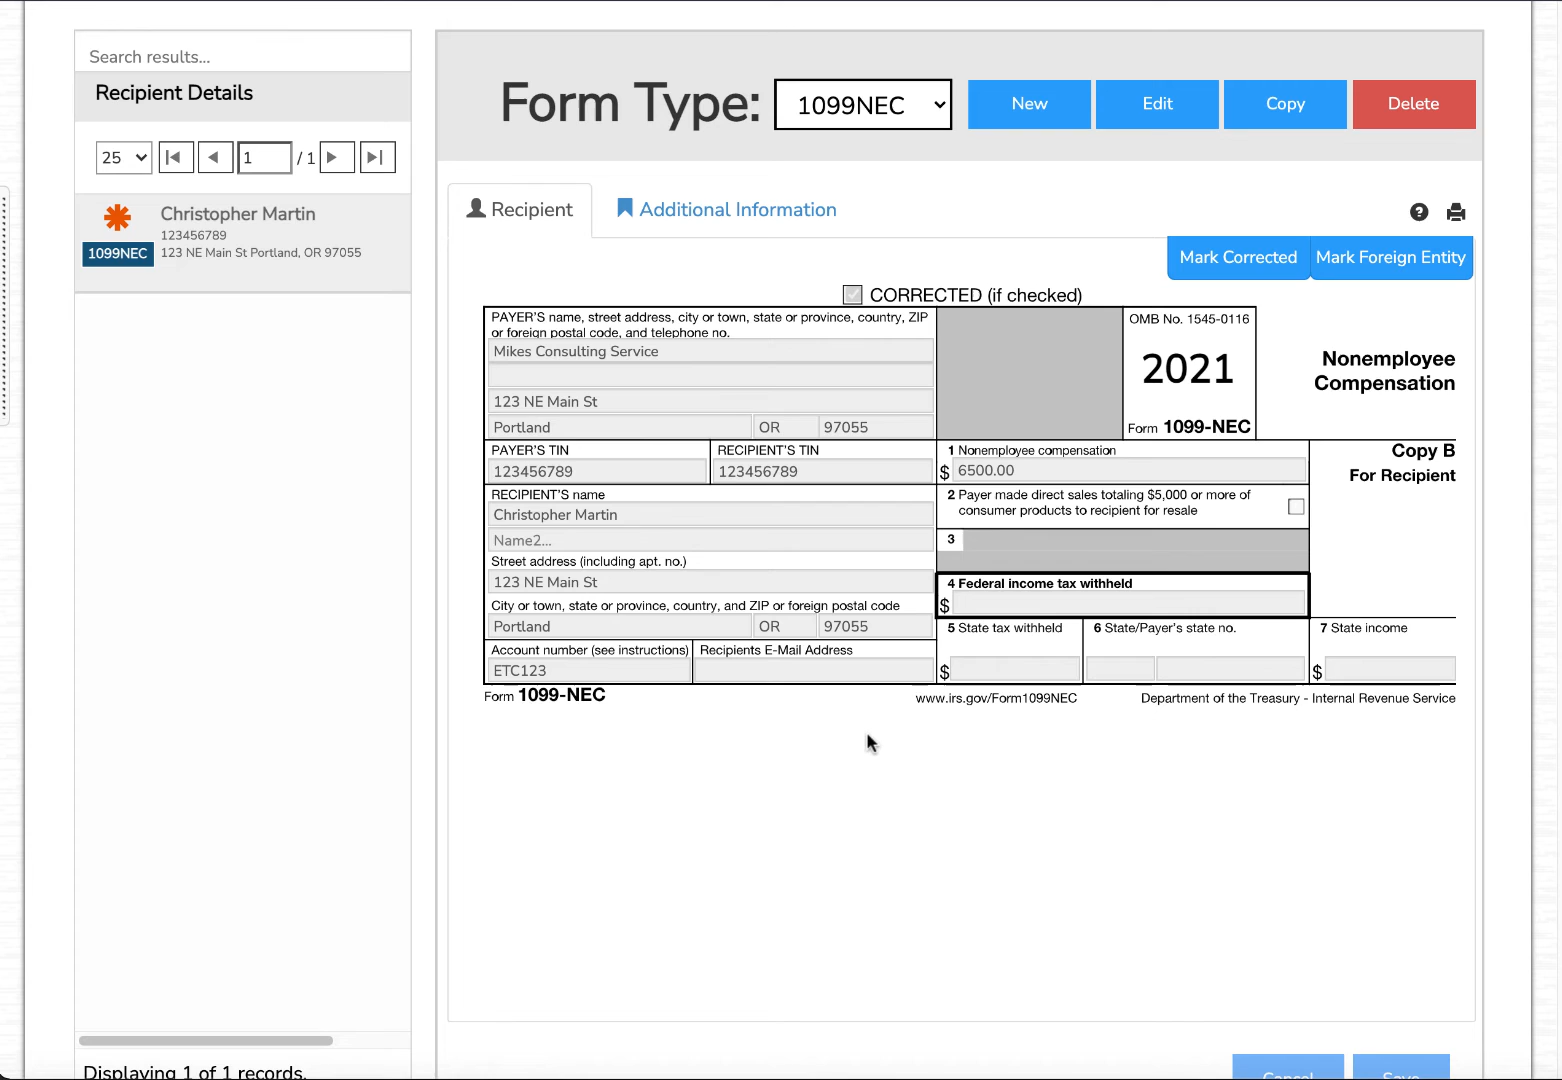 Search results...
Recipient Details
25
1
/ 1
Christopher Martin
123456789
1099NEC
123 NE Main St Portland, OR 97055
Displaying 1 of 1 records.
Form Type:
1099NEC
New
Edit
Copy
Delete
Recipient
Additional Information
?
Mark Corrected
Mark Foreign Entity
CORRECTED (if checked)
PAYER'S name, street address, city or town, state or province, country, ZIP
or foreign postal code, and telephone no.
Mikes Consulting Service
123 NE Main St
Portland OR 97055
OMB No. 1545-0116
2021
Form 1099-NEC
Nonemployee
Compensation
PAYER'S TIN
123456789
RECIPIENT'S TIN
123456789
1 Nonemployee compensation
$ 6500.00
Copy B
For Recipient
RECIPIENT'S name
Christopher Martin
Name2...
2 Payer made direct sales totaling $5,000 or more of
consumer products to recipient for resale
3
Street address (including apt. no.)
123 NE Main St
4 Federal income tax withheld
$
City or town, state or province, country, and ZIP or foreign postal code
Portland OR 97055
5 State tax withheld
$
6 State/Payer's state no.
7 State income
$
Account number (see instructions)
ETC123
Recipients E-Mail Address
Form 1099-NEC
www.irs.gov/Form1099NEC
Department of the Treasury - Internal Revenue Service
Cancel
Save